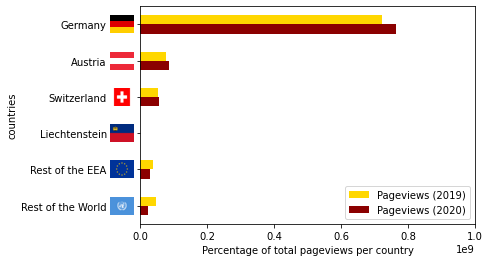 Germany
Austria
Switzerland
Liechtenstein
Rest of the EEA
Rest of the World
countries
0.0 0.2 0.4 0.6 0.8 1.0
1e9
Percentage of total pageviews per country
Pageviews (2019)
Pageviews (2020)